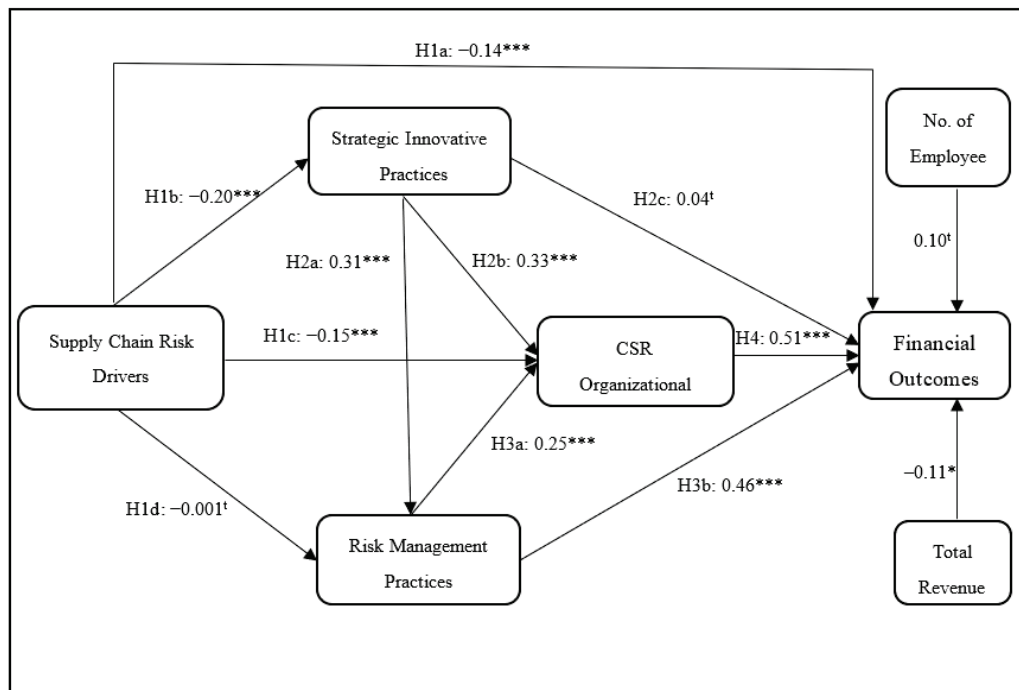 H1a: −0.14***
No. of
Employee
Strategic Innovative
Practices
H1b: −0.20***
H2c: 0.04ᵗ
0.10ᵗ
H2a: 0.31***
H2b: 0.33***
Supply Chain Risk
Drivers
H1c: −0.15***
CSR
Organizational
H4: 0.51***
Financial
Outcomes
H3a: 0.25***
H3b: 0.46***
−0.11*
H1d: −0.001ᵗ
Risk Management
Practices
Total
Revenue